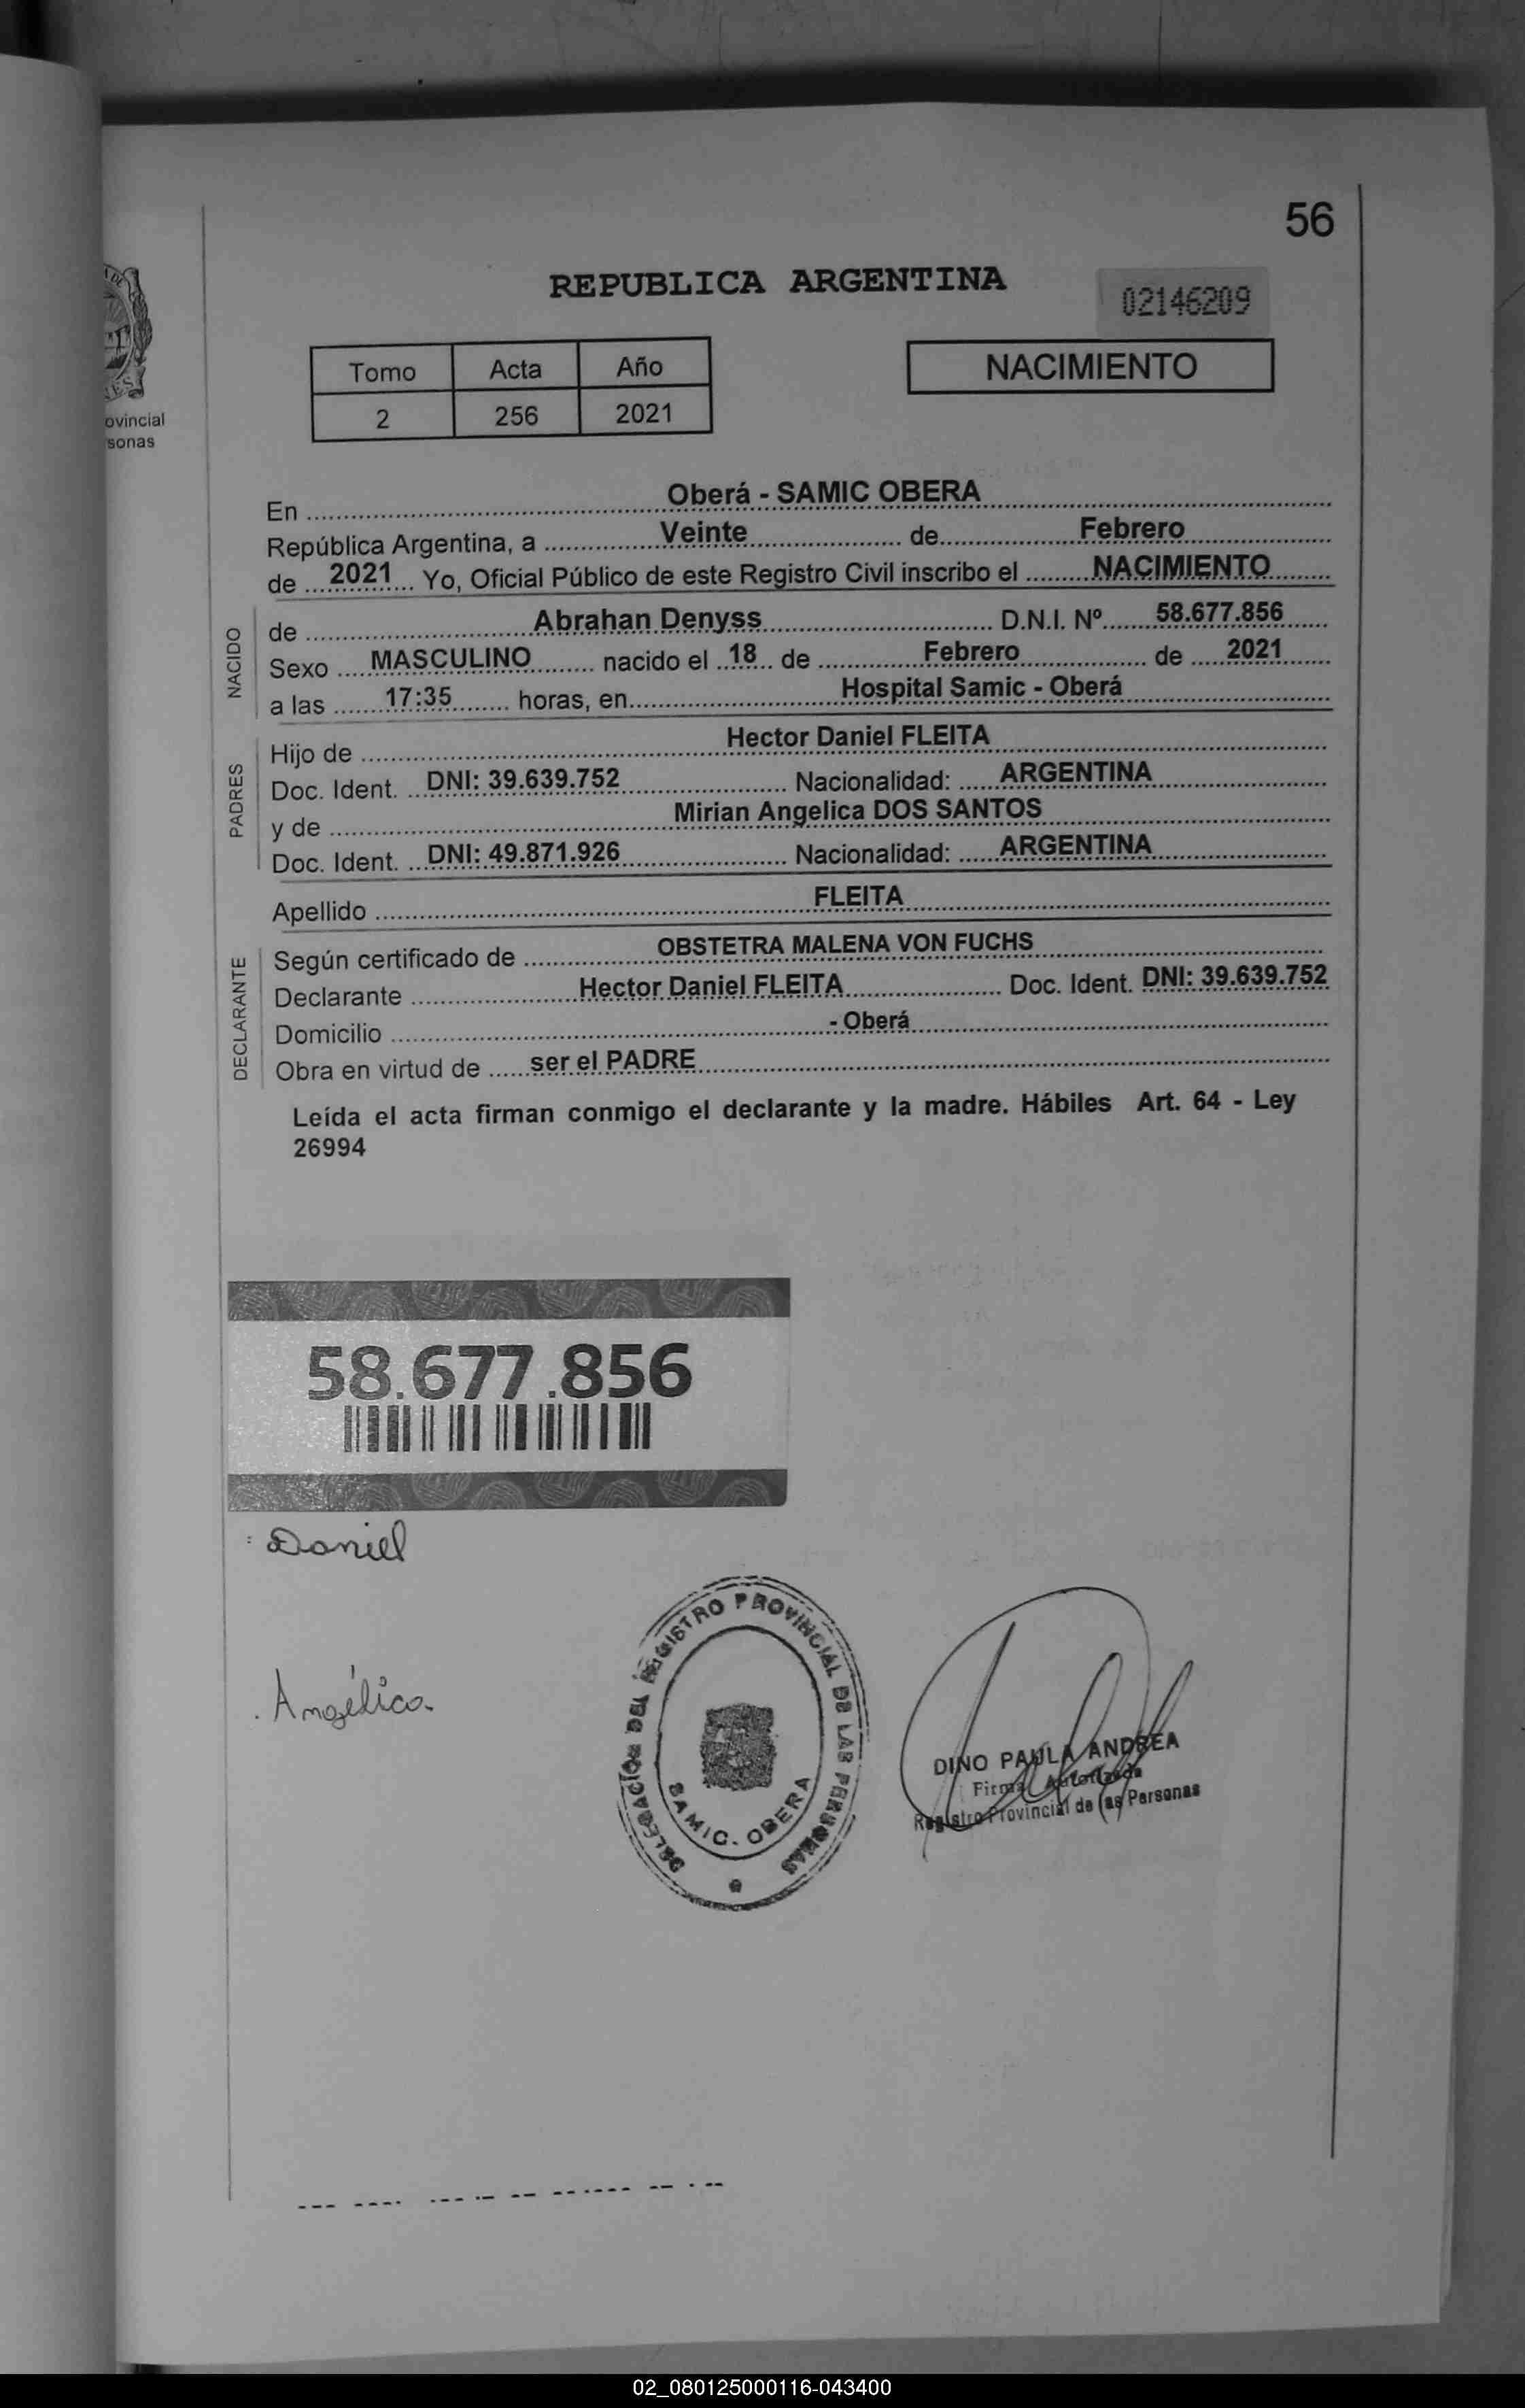 56
REPUBLICA ARGENTINA
02146209
Tomo Acta Año
2 256 2021
NACIMIENTO
ovincial
sonas
En Oberá - SAMIC OBERA
República Argentina, a Veinte de Febrero
de 2021 Yo, Oficial Público de este Registro Civil inscribo el NACIMIENTO
NACIDO
de Abrahan Denyss D.N.I. Nº 58.677.856
Sexo MASCULINO nacido el 18 de Febrero de 2021
a las 17:35 horas, en Hospital Samic - Oberá
PADRES
Hijo de Hector Daniel FLEITA
Doc. Ident. DNI: 39.639.752 Nacionalidad: ARGENTINA
y de Mirian Angelica DOS SANTOS
Doc. Ident. DNI: 49.871.926 Nacionalidad: ARGENTINA
Apellido FLEITA
DECLARANTE
Según certificado de OBSTETRA MALENA VON FUCHS
Declarante Hector Daniel FLEITA Doc. Ident. DNI: 39.639.752
Domicilio - Oberá
Obra en virtud de ser el PADRE
Leída el acta firman conmigo el declarante y la madre. Hábiles Art. 64 - Ley
26994
58.677.856
Daniel
Angélica
DELEGACION DEL REGISTRO PROVINCIAL DE LAS PERSONAS
SAMIC. OBERA
DINO PAULA ANDREA
Firma Autorizada
Registro Provincial de las Personas
02_080125000116-043400